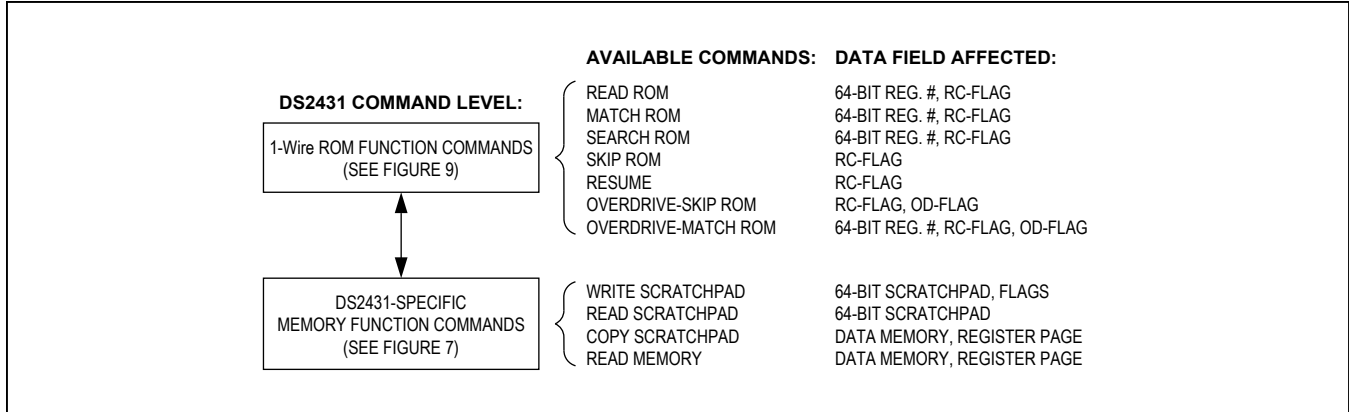 AVAILABLE COMMANDS: DATA FIELD AFFECTED:
DS2431 COMMAND LEVEL:
1-Wire ROM FUNCTION COMMANDS
(SEE FIGURE 9)
READ ROM 64-BIT REG. #, RC-FLAG
MATCH ROM 64-BIT REG. #, RC-FLAG
SEARCH ROM 64-BIT REG. #, RC-FLAG
SKIP ROM RC-FLAG
RESUME RC-FLAG
OVERDRIVE-SKIP ROM RC-FLAG, OD-FLAG
OVERDRIVE-MATCH ROM 64-BIT REG. #, RC-FLAG, OD-FLAG
DS2431-SPECIFIC
MEMORY FUNCTION COMMANDS
(SEE FIGURE 7)
WRITE SCRATCHPAD 64-BIT SCRATCHPAD, FLAGS
READ SCRATCHPAD 64-BIT SCRATCHPAD
COPY SCRATCHPAD DATA MEMORY, REGISTER PAGE
READ MEMORY DATA MEMORY, REGISTER PAGE